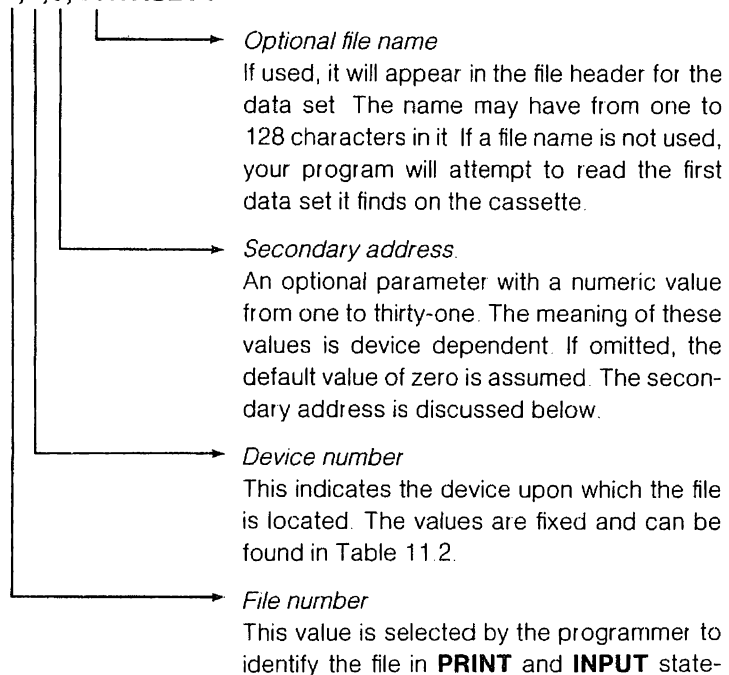 Optional file name
If used, it will appear in the file header for the
data set The name may have from one to
128 characters in it If a file name is not used,
your program will attempt to read the first
data set it finds on the cassette.
Secondary address.
An optional parameter with a numeric value
from one to thirty-one. The meaning of these
values is device dependent. If omitted, the
default value of zero is assumed. The secon-
dary address is discussed below.
Device number
This indicates the device upon which the file
is located. The values are fixed and can be
found in Table 11.2.
File number
This value is selected by the programmer to
identify the file in PRINT and INPUT state-